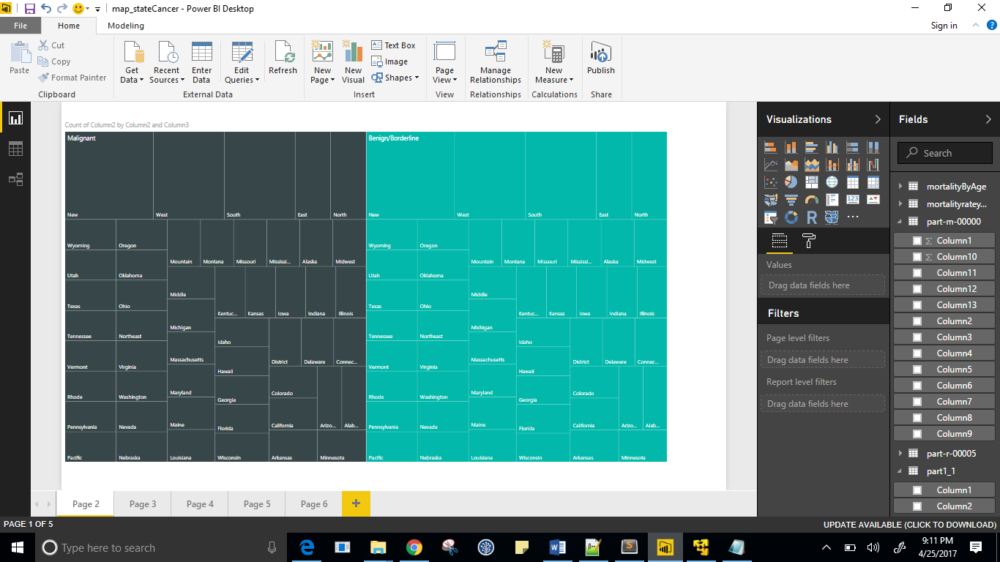 map_stateCancer - Power BI Desktop
File
Home
Modeling
Sign in
Paste
Cut
Copy
Format Painter
Clipboard
Get Data
Recent Sources
Enter Data
Edit Queries
Refresh
External Data
New Page
New Visual
Text Box
Image
Shapes
Insert
Page View
View
Manage Relationships
Relationships
New Measure
Calculations
Publish
Share
Count of Column2 by Column2 and Column3
Malignant
New
West
South
East
North
Wyoming
Oregon
Mountain
Montana
Missouri
Mississi...
Alaska
Midwest
Utah
Oklahoma
Middle
Texas
Ohio
Kentuc...
Kansas
Iowa
Indiana
Illinois
Michigan
Tennessee
Northeast
Idaho
Massachusetts
District
Delaware
Connec...
Vermont
Virginia
Hawaii
Maryland
Colorado
Rhode
Washington
Georgia
Maine
California
Arizo...
Alab...
Pennsylvania
Nevada
Florida
Pacific
Nebraska
Louisiana
Wisconsin
Arkansas
Minnesota
Benign/Borderline
New
West
South
East
North
Wyoming
Oregon
Mountain
Montana
Missouri
Mississi...
Alaska
Midwest
Utah
Oklahoma
Middle
Texas
Ohio
Kentuc...
Kansas
Iowa
Indiana
Illinois
Michigan
Tennessee
Northeast
Idaho
Massachusetts
District
Delaware
Connec...
Vermont
Virginia
Hawaii
Maryland
Colorado
Rhode
Washington
Georgia
Maine
California
Arizo...
Alab...
Pennsylvania
Nevada
Florida
Pacific
Nebraska
Louisiana
Wisconsin
Arkansas
Minnesota
Visualizations
R
123
Values
Drag data fields here
Filters
Page level filters
Drag data fields here
Report level filters
Drag data fields here
Fields
Search
mortalityByAge
mortalityratey...
part-m-00000
Column1
Column10
Column11
Column12
Column13
Column2
Column3
Column4
Column5
Column6
Column7
Column8
Column9
part-r-00005
part1_1
Column1
Column2
Page 2
Page 3
Page 4
Page 5
Page 6
PAGE 1 OF 5
UPDATE AVAILABLE (CLICK TO DOWNLOAD)
Type here to search
9:11 PM
4/25/2017